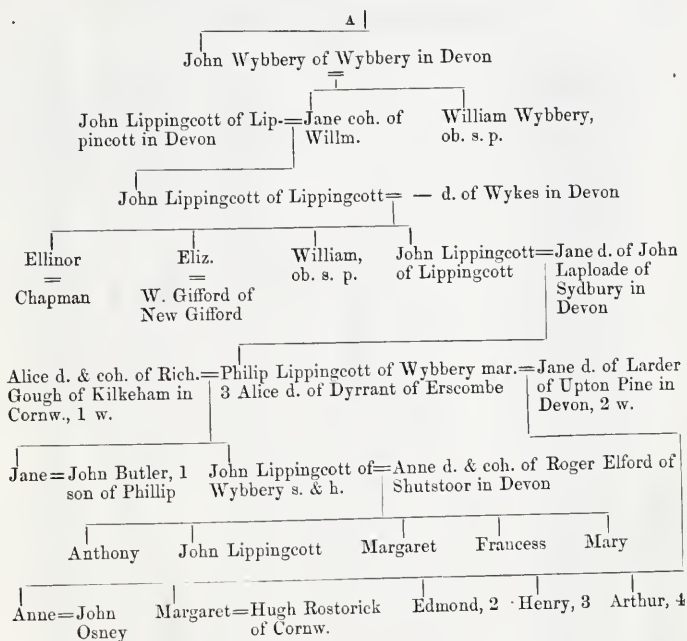 A
John Wybbery of Wybbery in Devon
=
John Lippingcott of Lip-=Jane coh. of
pincott in Devon Willm.
William Wybbery,
ob. s. p.
John Lippingcott of Lippingcott= — d. of Wykes in Devon
Ellinor
=
Chapman
Eliz.
=
W. Gifford of
New Gifford
William,
ob. s. p.
John Lippingcott=Jane d. of John
of Lippingcott Laploade of
Sydbury in
Devon
Alice d. & coh. of Rich.=Philip Lippingcott of Wybbery mar.=Jane d. of Larder
Gough of Kilkeham in 3 Alice d. of Dyrrant of Erscombe of Upton Pine in
Cornw., 1 w. Devon, 2 w.
Jane=John Butler, 1
son of Phillip
John Lippingcott of=Anne d. & coh. of Roger Elford of
Wybbery s. & h. Shutstoor in Devon
Anthony John Lippingcott Margaret Francess Mary
Anne=John Margaret=Hugh Rostorick Edmond, 2 Henry, 3 Arthur, 4
Osney of Cornw.